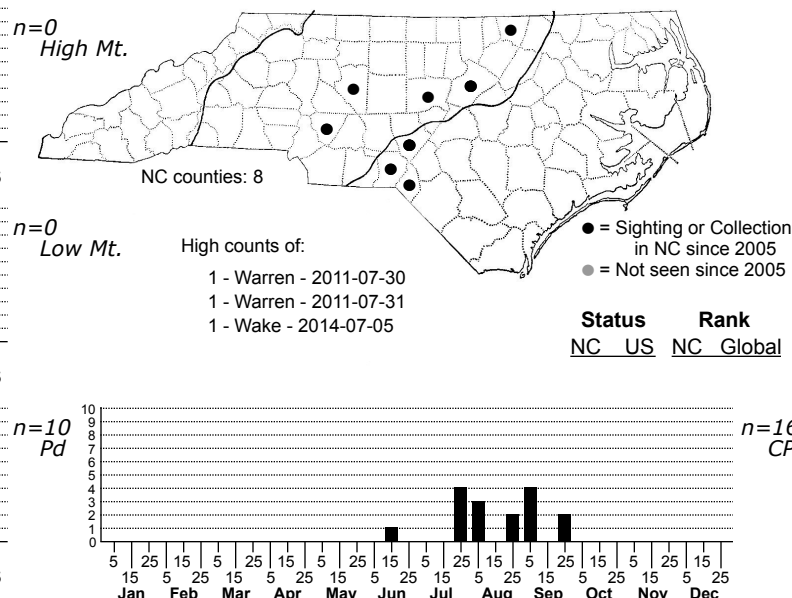 n=0
High Mt.
NC counties: 8
n=0
Low Mt.
High counts of:
1 - Warren - 2011-07-30
1 - Warren - 2011-07-31
1 - Wake - 2014-07-05
● = Sighting or Collection
in NC since 2005
● = Not seen since 2005
Status Rank
NC US NC Global
n=10
Pd
n=16
CP
10
9
8
7
6
5
4
3
2
1
0
5 25 15 5 25 15 5 25 15 5 25 15 5 25 15 5 25 15
15 5 25 15 5 25 15 5 25 15 5 25 15 5 25 15 5 25
Jan Feb Mar Apr May Jun Jul Aug Sep Oct Nov Dec